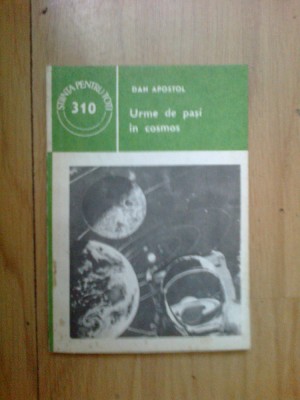 ȘTIINȚA PENTRU TOȚI
310
DAN APOSTOL
Urme de pași
în cosmos